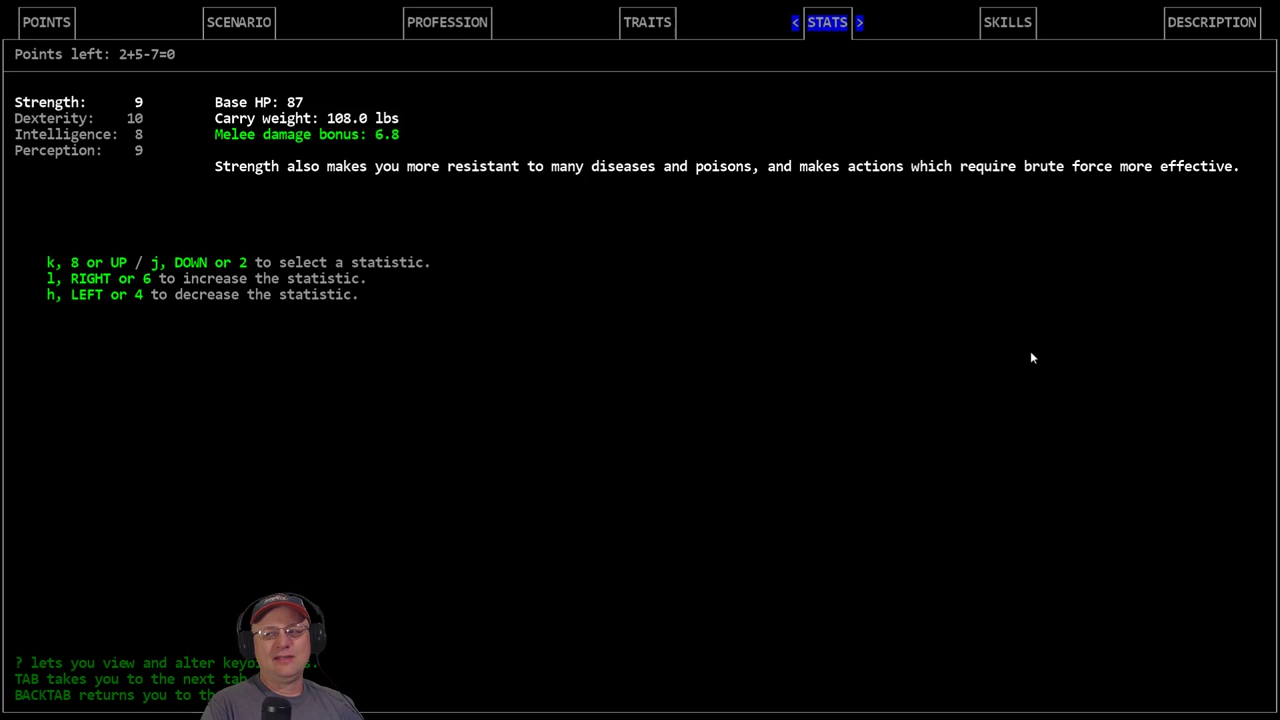 POINTS SCENARIO PROFESSION TRAITS < STATS > SKILLS DESCRIPTION
Points left: 2+5-7=0
Strength: 9 Base HP: 87
Dexterity: 10 Carry weight: 108.0 lbs
Intelligence: 8 Melee damage bonus: 6.8
Perception: 9
Strength also makes you more resistant to many diseases and poisons, and makes actions which require brute force more effective.
k, 8 or UP / j, DOWN or 2 to select a statistic.
l, RIGHT or 6 to increase the statistic.
h, LEFT or 4 to decrease the statistic.
? lets you view and alter
TAB takes you to the next tab
BACKTAB returns you to